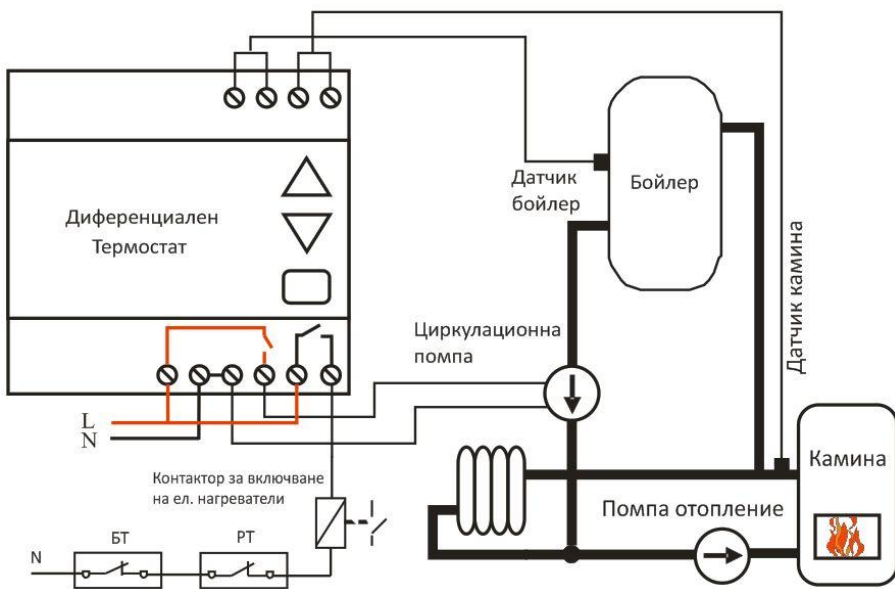 Диференциален
Термостат
Датчик
бойлер
Бойлер
Датчик камина
Циркулационна
помпа
L
N
Контактор за включване
на ел. нагреватели
Камина
Помпа отопление
N
БТ
РТ